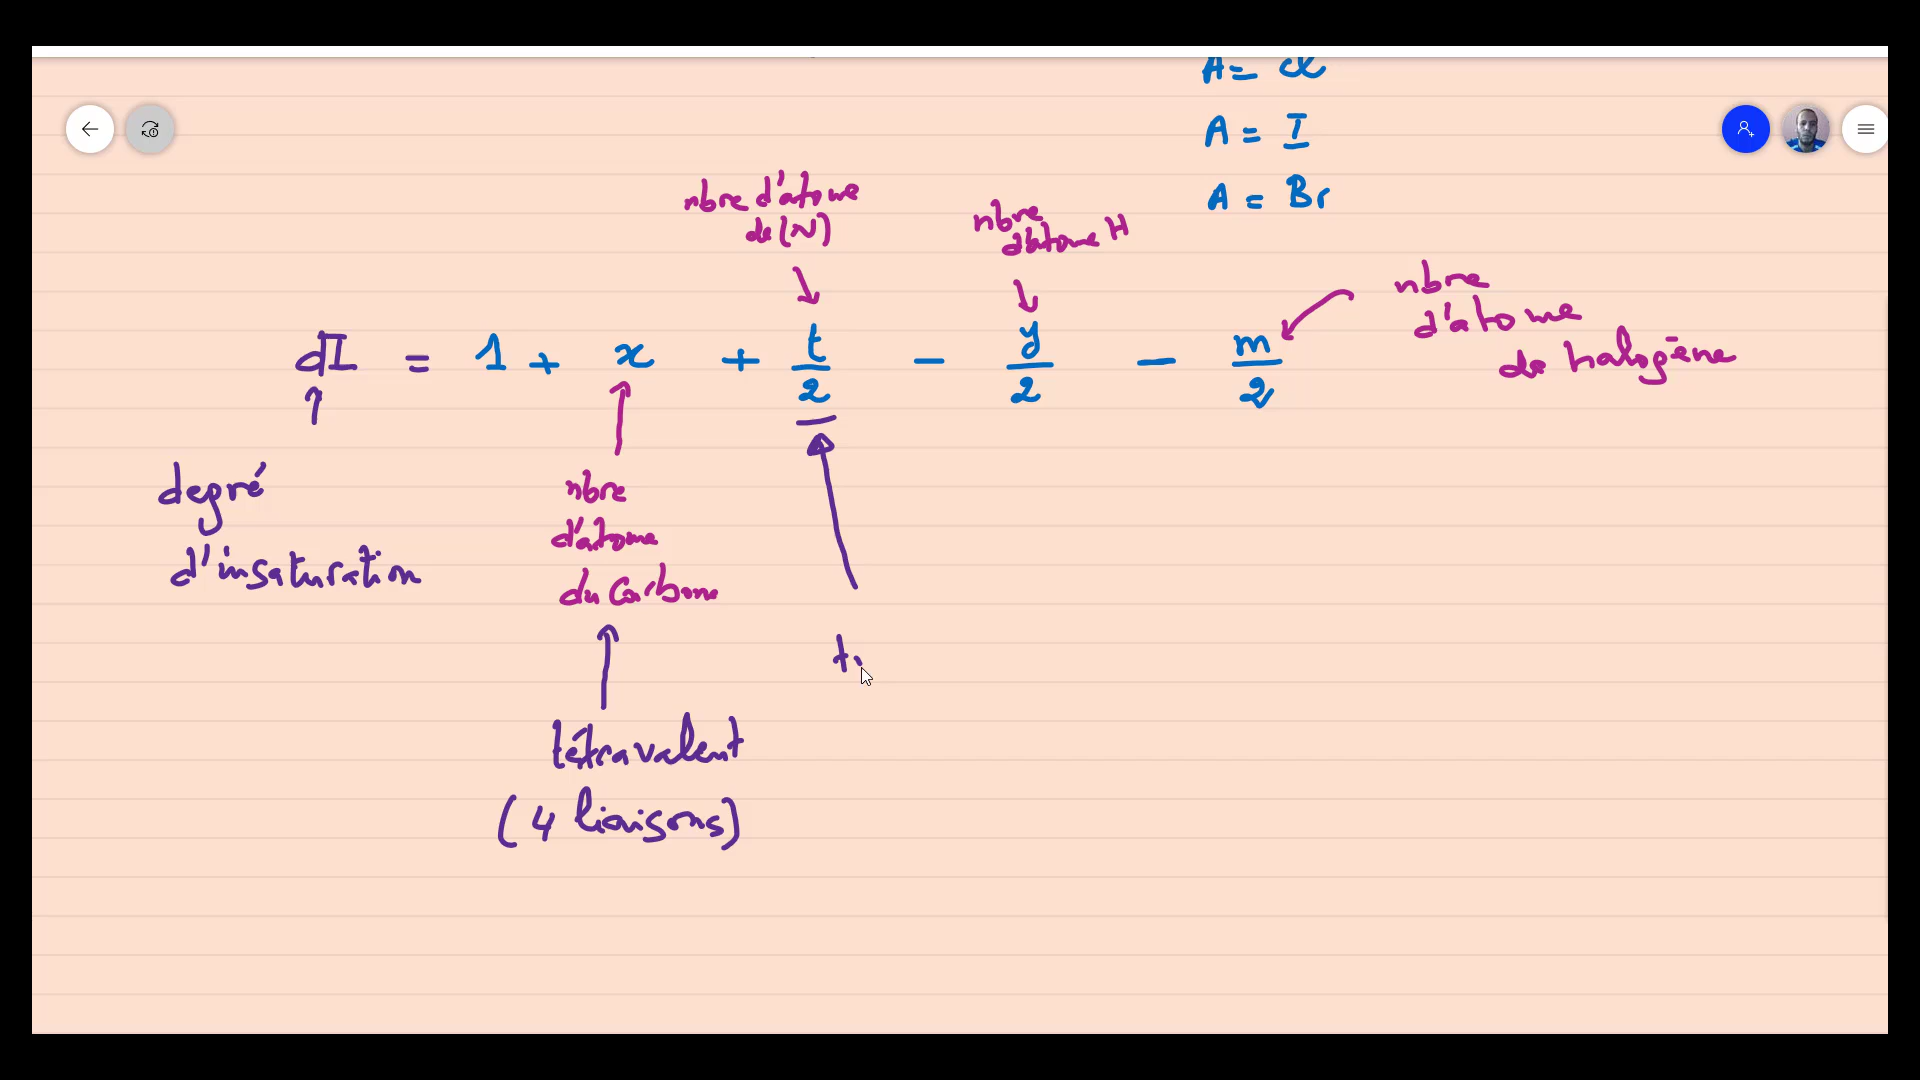 A = Cl
A = I
A = Br
nbre d'atome
de (N)
nbre
d'atome H
nbre
d'atome
de halogène
dI = 1 + x + t/2 - y/2 - m/2
degré
d'insaturation
nbre
d'atome
du Carbone
tétravalent
(4 liaisons)